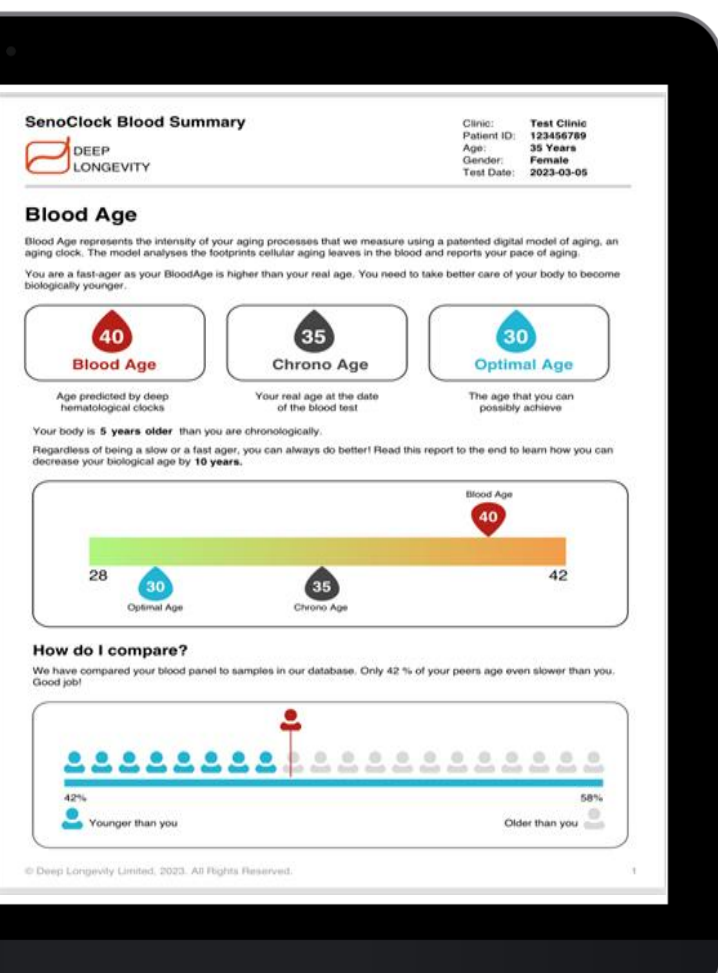 SenoClock Blood Summary
DEEP
LONGEVITY
Clinic: Test Clinic
Patient ID: 123456789
Age: 35 Years
Gender: Female
Test Date: 2023-03-05
Blood Age
Blood Age represents the intensity of your aging processes that we measure using a patented digital model of aging, an
aging clock. The model analyses the footprints cellular aging leaves in the blood and reports your pace of aging.
You are a fast-ager as your BloodAge is higher than your real age. You need to take better care of your body to become
biologically younger.
40
Blood Age
35
Chrono Age
30
Optimal Age
Age predicted by deep
hematological clocks
Your real age at the date
of the blood test
The age that you can
possibly achieve
Your body is 5 years older than you are chronologically.
Regardless of being a slow or a fast ager, you can always do better! Read this report to the end to learn how you can
decrease your biological age by 10 years.
Blood Age
40
28
42
30
Optimal Age
35
Chrono Age
How do I compare?
We have compared your blood panel to samples in our database. Only 42 % of your peers age even slower than you.
Good job!
42%
58%
Younger than you
Older than you
© Deep Longevity Limited, 2023. All Rights Reserved.
1